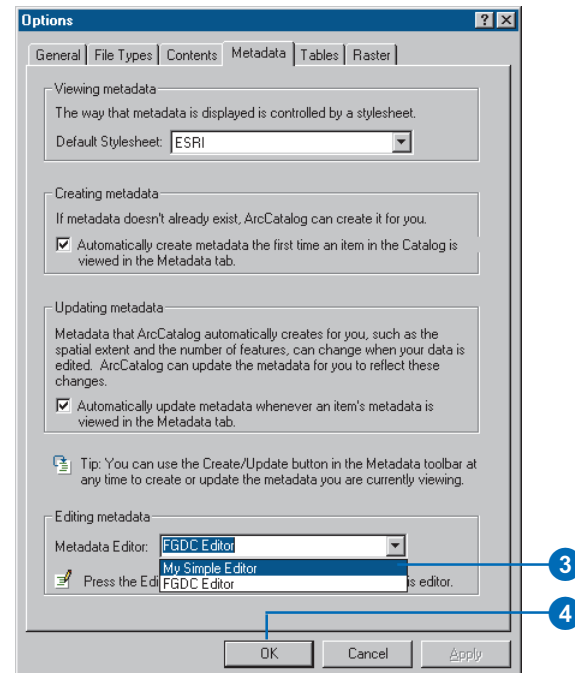 Options
General File Types Contents Metadata Tables Raster
Viewing metadata
The way that metadata is displayed is controlled by a stylesheet.
Default Stylesheet: ESRI
Creating metadata
If metadata doesn't already exist, ArcCatalog can create it for you.
Automatically create metadata the first time an item in the Catalog is
viewed in the Metadata tab.
Updating metadata
Metadata that ArcCatalog automatically creates for you, such as the
spatial extent and the number of features, can change when your data is
edited. ArcCatalog can update the metadata for you to reflect these
changes.
Automatically update metadata whenever an item's metadata is
viewed in the Metadata tab.
Tip: You can use the Create/Update button in the Metadata toolbar at
any time to create or update the metadata you are currently viewing.
Editing metadata
Metadata Editor: FGDC Editor
My Simple Editor 3
Press the Edi FGDC Editor is editor.
4
OK Cancel Apply